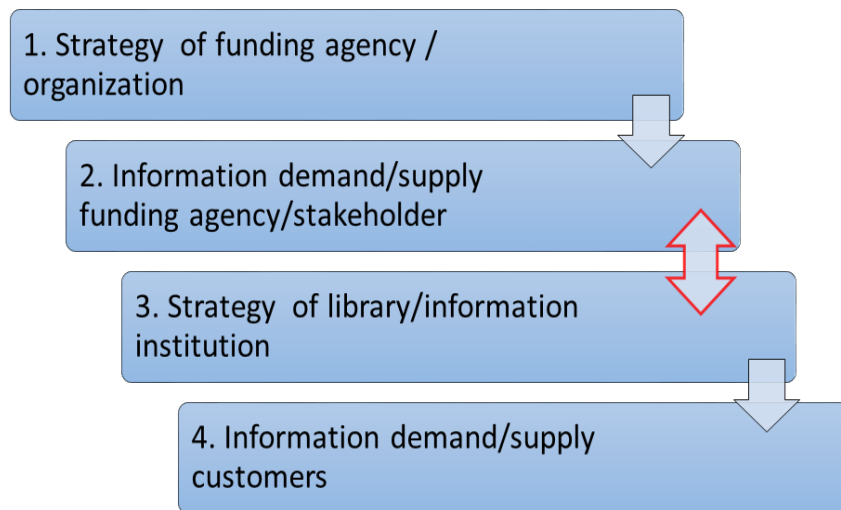 1. Strategy of funding agency /
organization
2. Information demand/supply
funding agency/stakeholder
3. Strategy of library/information
institution
4. Information demand/supply
customers